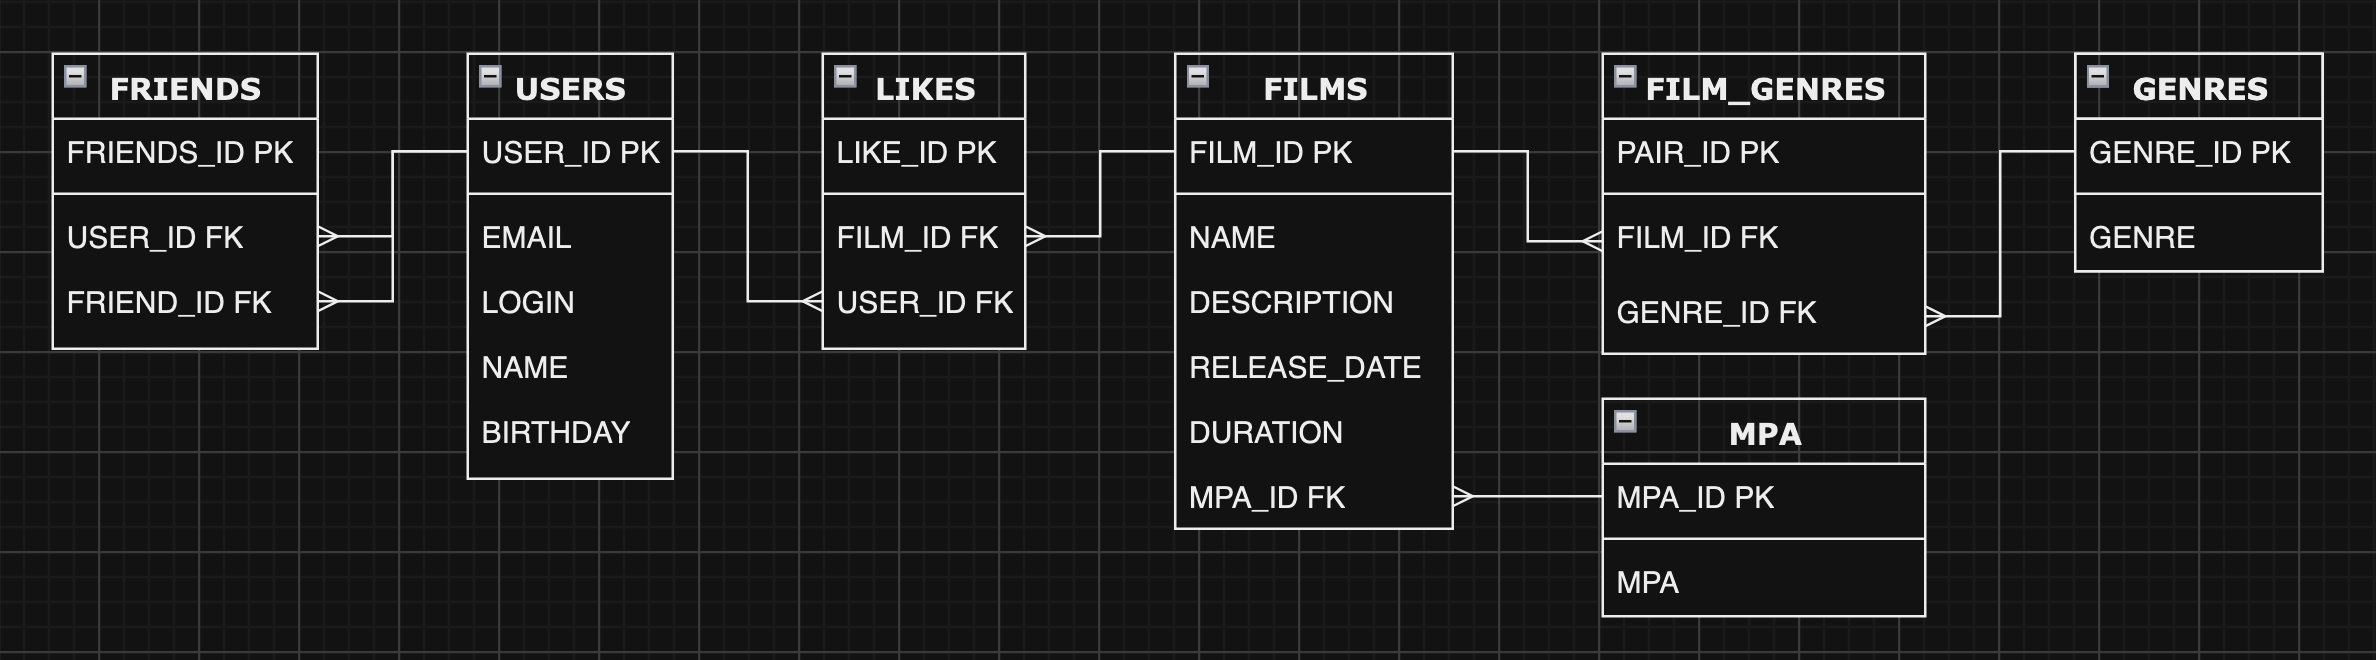 FRIENDS
FRIENDS_ID PK
USER_ID FK
FRIEND_ID FK
USERS
USER_ID PK
EMAIL
LOGIN
NAME
BIRTHDAY
LIKES
LIKE_ID PK
FILM_ID FK
USER_ID FK
FILMS
FILM_ID PK
NAME
DESCRIPTION
RELEASE_DATE
DURATION
MPA_ID FK
FILM_GENRES
PAIR_ID PK
FILM_ID FK
GENRE_ID FK
MPA
MPA_ID PK
MPA
GENRES
GENRE_ID PK
GENRE